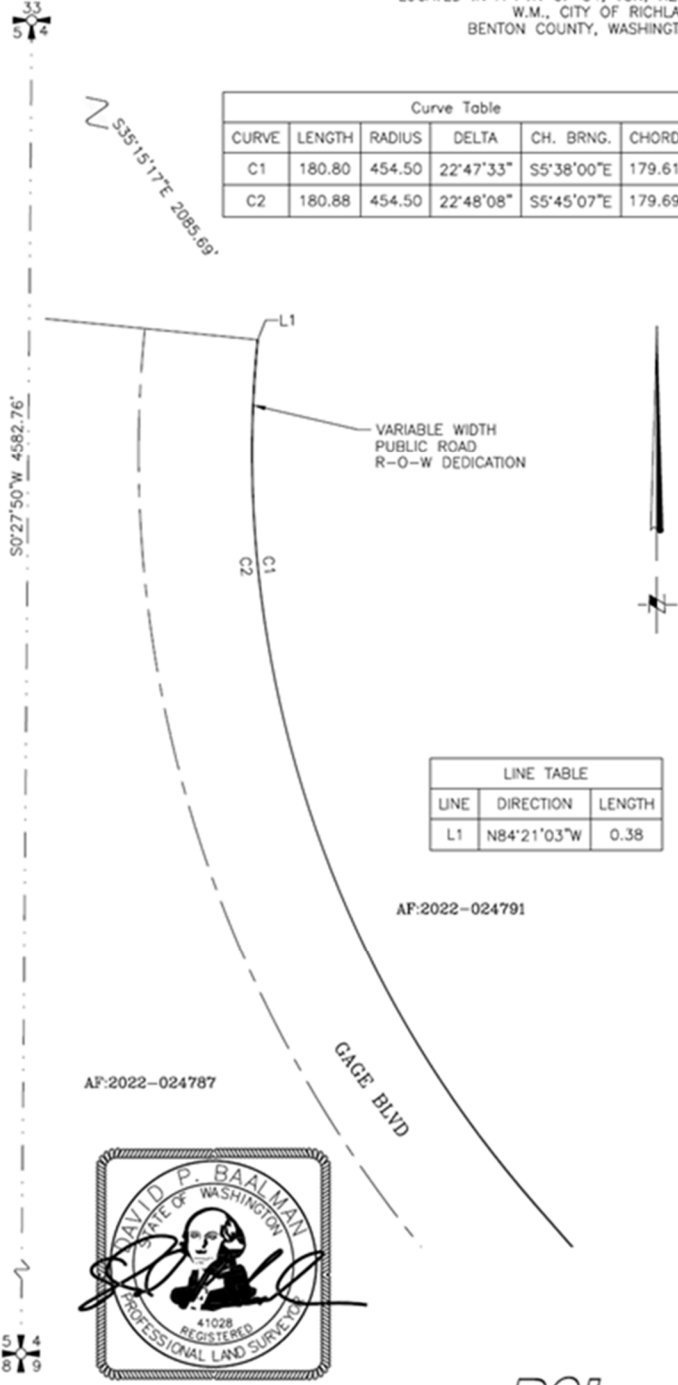 W.M., CITY OF RICHLA
BENTON COUNTY, WASHINGT
33
5 4
S35°15'17"E 2085.69'
Curve Table
CURVE LENGTH RADIUS DELTA CH. BRNG. CHORD
C1 180.80 454.50 22°47'33" S5°38'00"E 179.61
C2 180.88 454.50 22°48'08" S5°45'07"E 179.69
L1
S0°27'50"W 4582.76'
VARIABLE WIDTH
PUBLIC ROAD
R-O-W DEDICATION
C1
C2
LINE TABLE
LINE DIRECTION LENGTH
L1 N84°21'03"W 0.38
AF:2022-024791
GAGE BLVD
AF:2022-024787
DAVID P. BAALMAN
STATE OF WASHINGTON
41028
REGISTERED
PROFESSIONAL LAND SURVEYOR
5 4
8 9